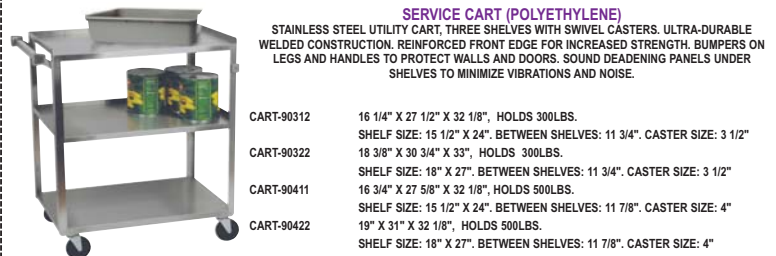 SERVICE CART (POLYETHYLENE)
STAINLESS STEEL UTILITY CART, THREE SHELVES WITH SWIVEL CASTERS. ULTRA-DURABLE
WELDED CONSTRUCTION. REINFORCED FRONT EDGE FOR INCREASED STRENGTH. BUMPERS ON
LEGS AND HANDLES TO PROTECT WALLS AND DOORS. SOUND DEADENING PANELS UNDER
SHELVES TO MINIMIZE VIBRATIONS AND NOISE.
CART-90312 16 1/4" X 27 1/2" X 32 1/8", HOLDS 300LBS.
SHELF SIZE: 15 1/2" X 24". BETWEEN SHELVES: 11 3/4". CASTER SIZE: 3 1/2"
CART-90322 18 3/8" X 30 3/4" X 33", HOLDS 300LBS.
SHELF SIZE: 18" X 27". BETWEEN SHELVES: 11 3/4". CASTER SIZE: 3 1/2"
CART-90411 16 3/4" X 27 5/8" X 32 1/8", HOLDS 500LBS.
SHELF SIZE: 15 1/2" X 24". BETWEEN SHELVES: 11 7/8". CASTER SIZE: 4"
CART-90422 19" X 31" X 32 1/8", HOLDS 500LBS.
SHELF SIZE: 18" X 27". BETWEEN SHELVES: 11 7/8". CASTER SIZE: 4"